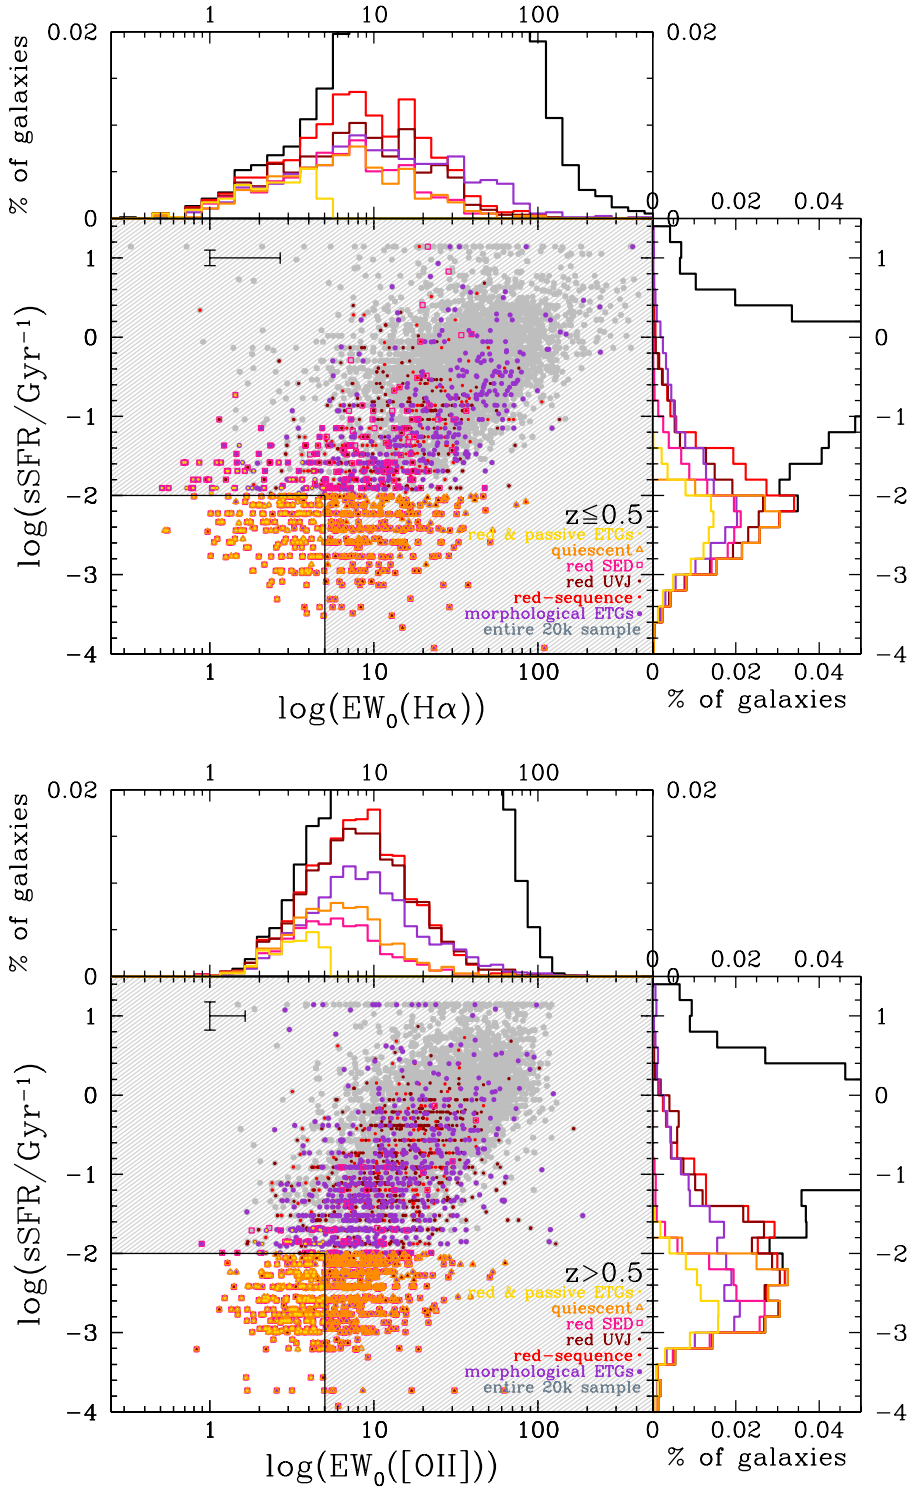 1 10 100
0.02 0.02
% of galaxies
0 0 0.02 0.04
0
1 1
0 0
−1 −1
−2 −2
−3 −3
−4 −4
log(sSFR/Gyr⁻¹)
z≦0.5
red & passive ETGs
quiescent
red SED
red UVJ
red-sequence
morphological ETGs
entire 20k sample
1 10 100 0 0.02 0.04
log(EW₀(Hα))
% of galaxies
1 10 100
0.02 0.02
% of galaxies
0 0 0.02 0.04
0
1 1
0 0
−1 −1
−2 −2
−3 −3
−4 −4
log(sSFR/Gyr⁻¹)
z>0.5
red & passive ETGs
quiescent
red SED
red UVJ
red-sequence
morphological ETGs
entire 20k sample
1 10 100 0 0.02 0.04
log(EW₀([OII]))
% of galaxies